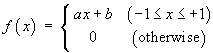 f(x) = { ax + b (−1 ≤ x ≤ +1)
0 (otherwise)